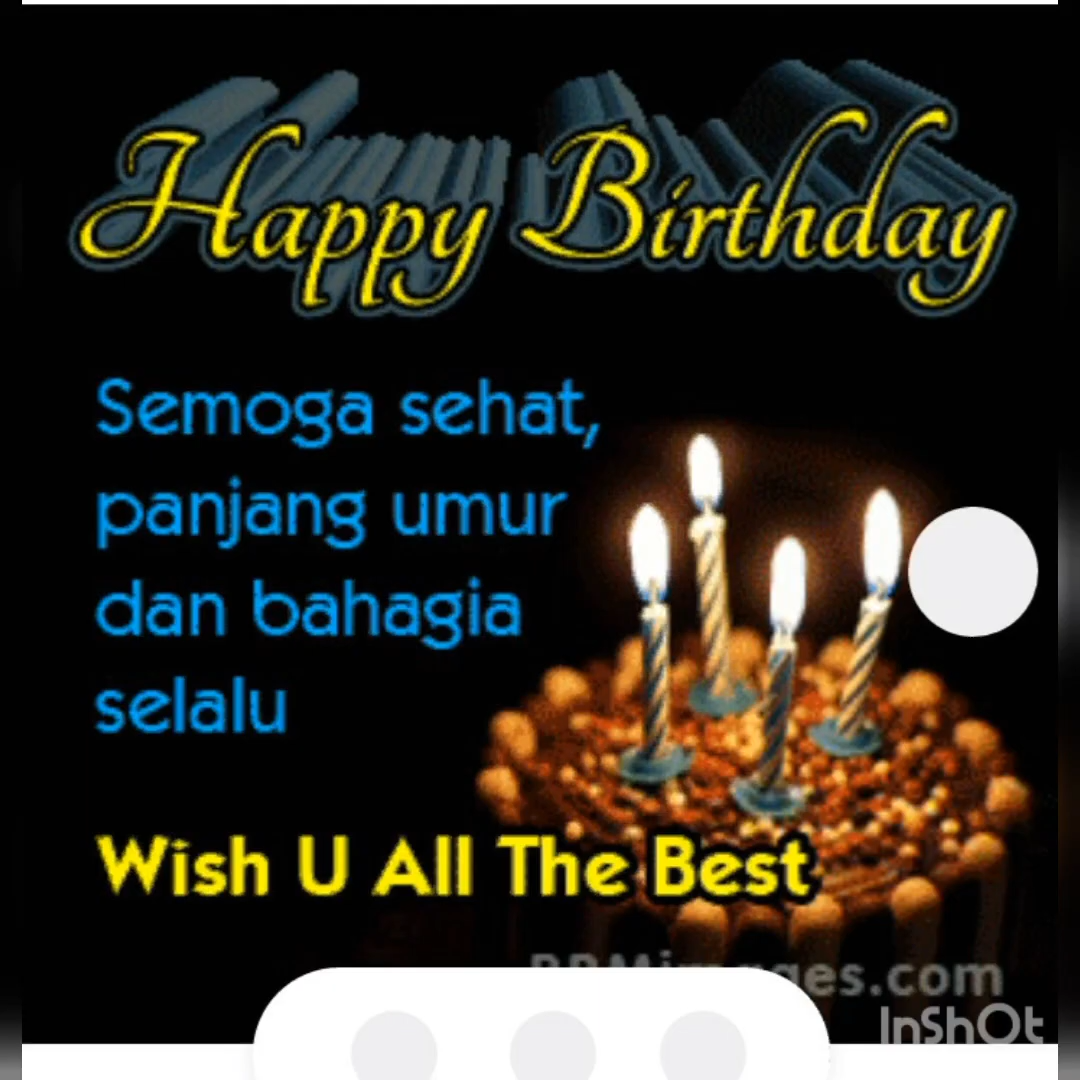 Happy Birthday
Semoga sehat,
panjang umur
dan bahagia
selalu
Wish U All The Best
InShOt